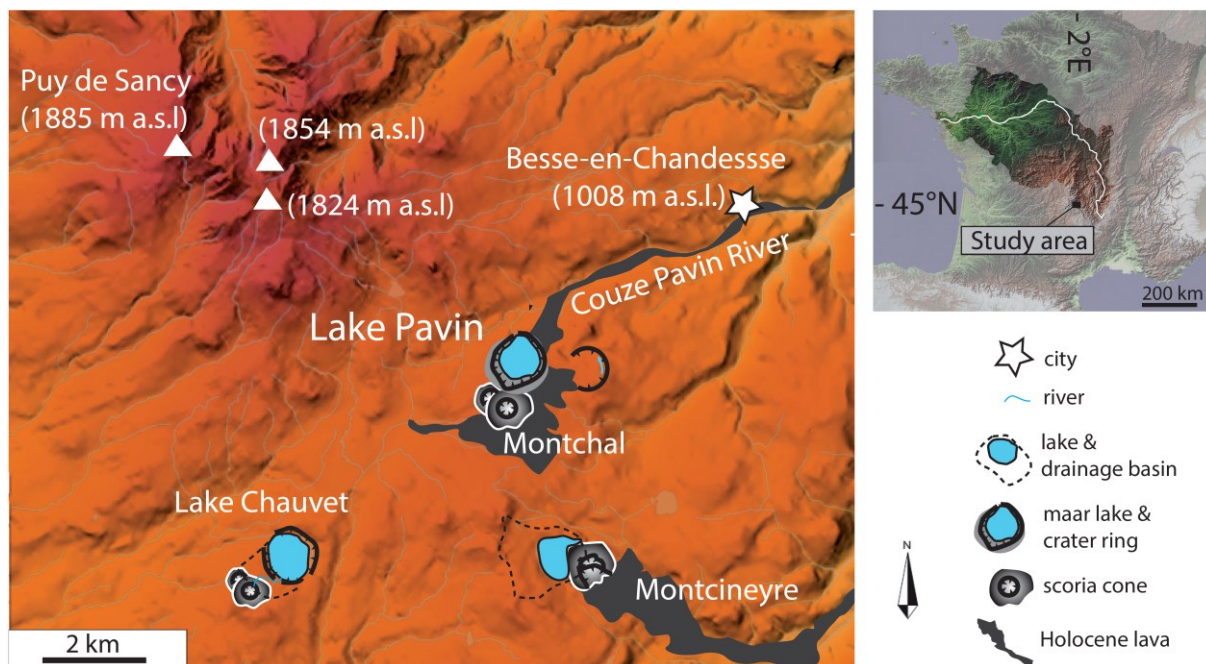 Puy de Sancy
(1885 m a.s.l)
(1854 m a.s.l)
(1824 m a.s.l)
Besse-en-Chandessse
(1008 m a.s.l.)
Couze Pavin River
Lake Pavin
Montchal
Lake Chauvet
Montcineyre
2 km
- 2°E
- 45°N
Study area
200 km
city
river
lake &
drainage basin
maar lake &
crater ring
scoria cone
Holocene lava
N